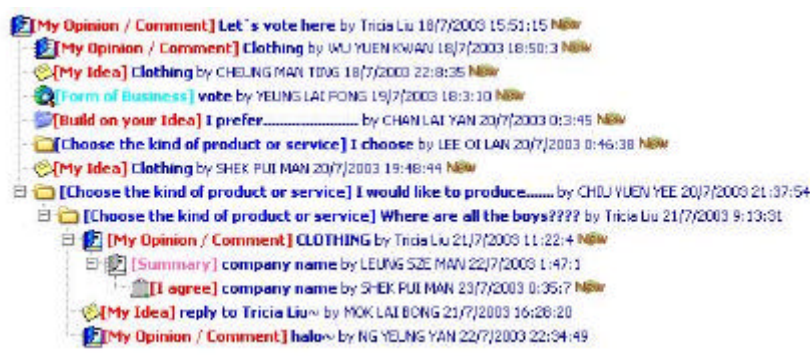 [My Opinion / Comment] Let`s vote here by Tricia Liu 18/7/2003 15:51:15 New
[My Opinion / Comment] Clothing by WU YUEN KWAN 18/7/2003 18:50:3 New
[My Idea] Clothing by CHEUNG MAN TING 18/7/2003 22:8:35 New
[Form of Business] vote by YEUNG LAI FONG 19/7/2003 18:3:10 New
[Build on your Idea] I prefer...................... by CHAN LAI YAN 20/7/2003 0:3:45 New
[Choose the kind of product or service] I choose by LEE OI LAN 20/7/2003 0:46:38 New
[My Idea] Clothing by SHEK PUI MAN 20/7/2003 19:48:44 New
[Choose the kind of product or service] I would like to produce....... by CHIU YUEN YEE 20/7/2003 21:37:54
[Choose the kind of product or service] Where are all the boys???? by Tricia Liu 21/7/2003 9:13:31
[My Opinion / Comment] CLOTHING by Tricia Liu 21/7/2003 11:22:4 New
[Summary] company name by LEUNG SZE MAN 22/7/2003 1:47:1
[I agree] company name by SHEK PUI MAN 23/7/2003 0:35:7 New
[My Idea] reply to Tricia Liu~ by MOK LAI BONG 21/7/2003 16:28:20
[My Opinion / Comment] halo~ by NG YEUNG YAN 22/7/2003 22:34:49